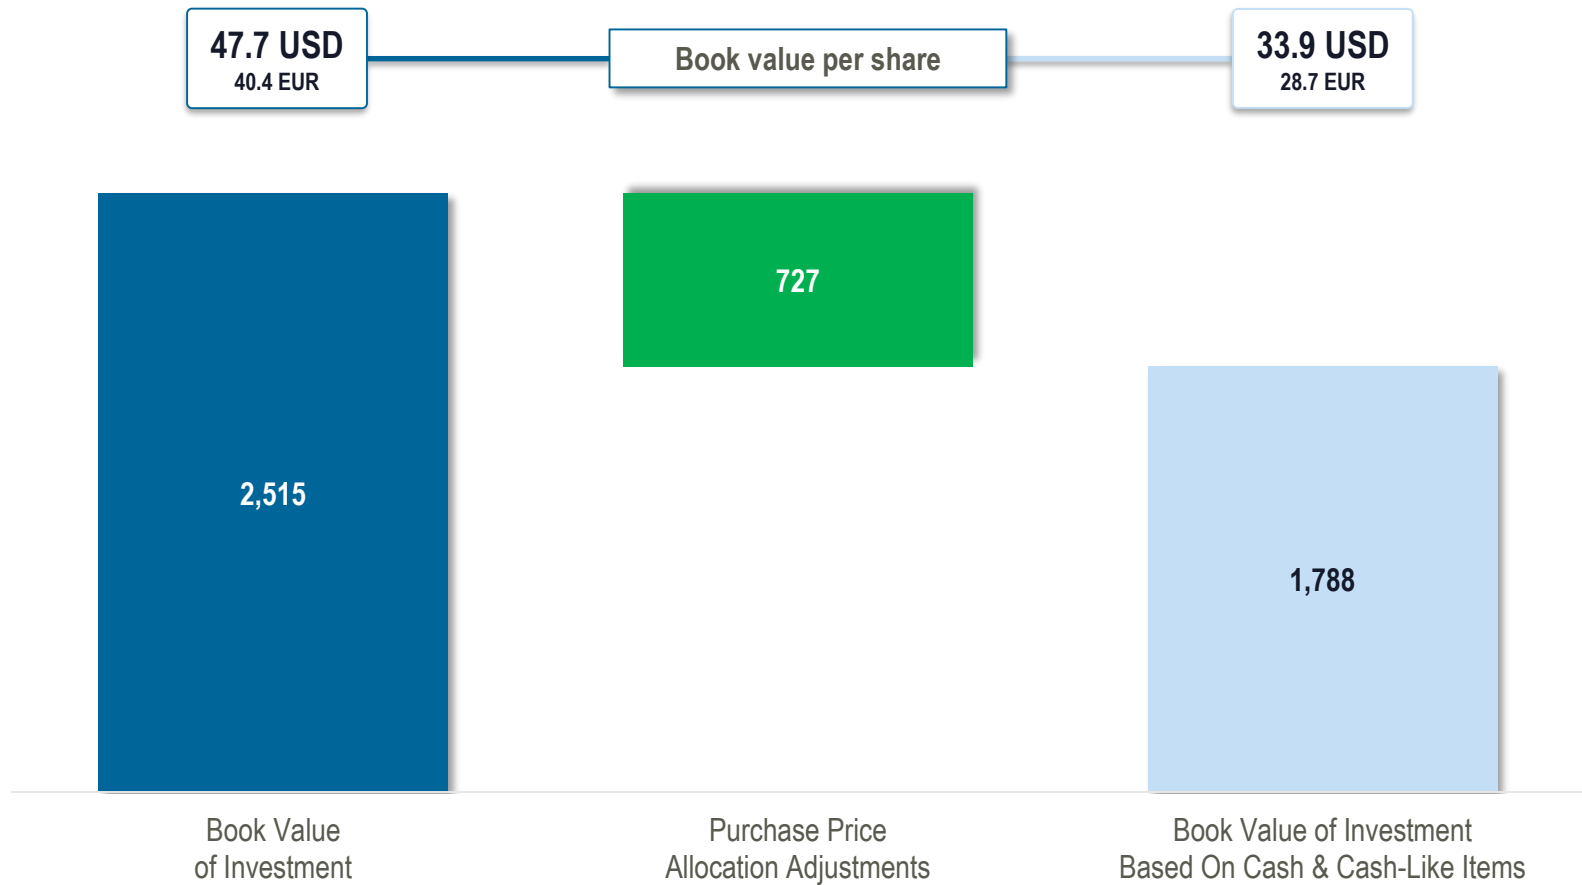 47.7 USD
40.4 EUR
Book value per share
33.9 USD
28.7 EUR
727
2,515
1,788
Book Value
of Investment
Purchase Price
Allocation Adjustments
Book Value of Investment
Based On Cash & Cash-Like Items